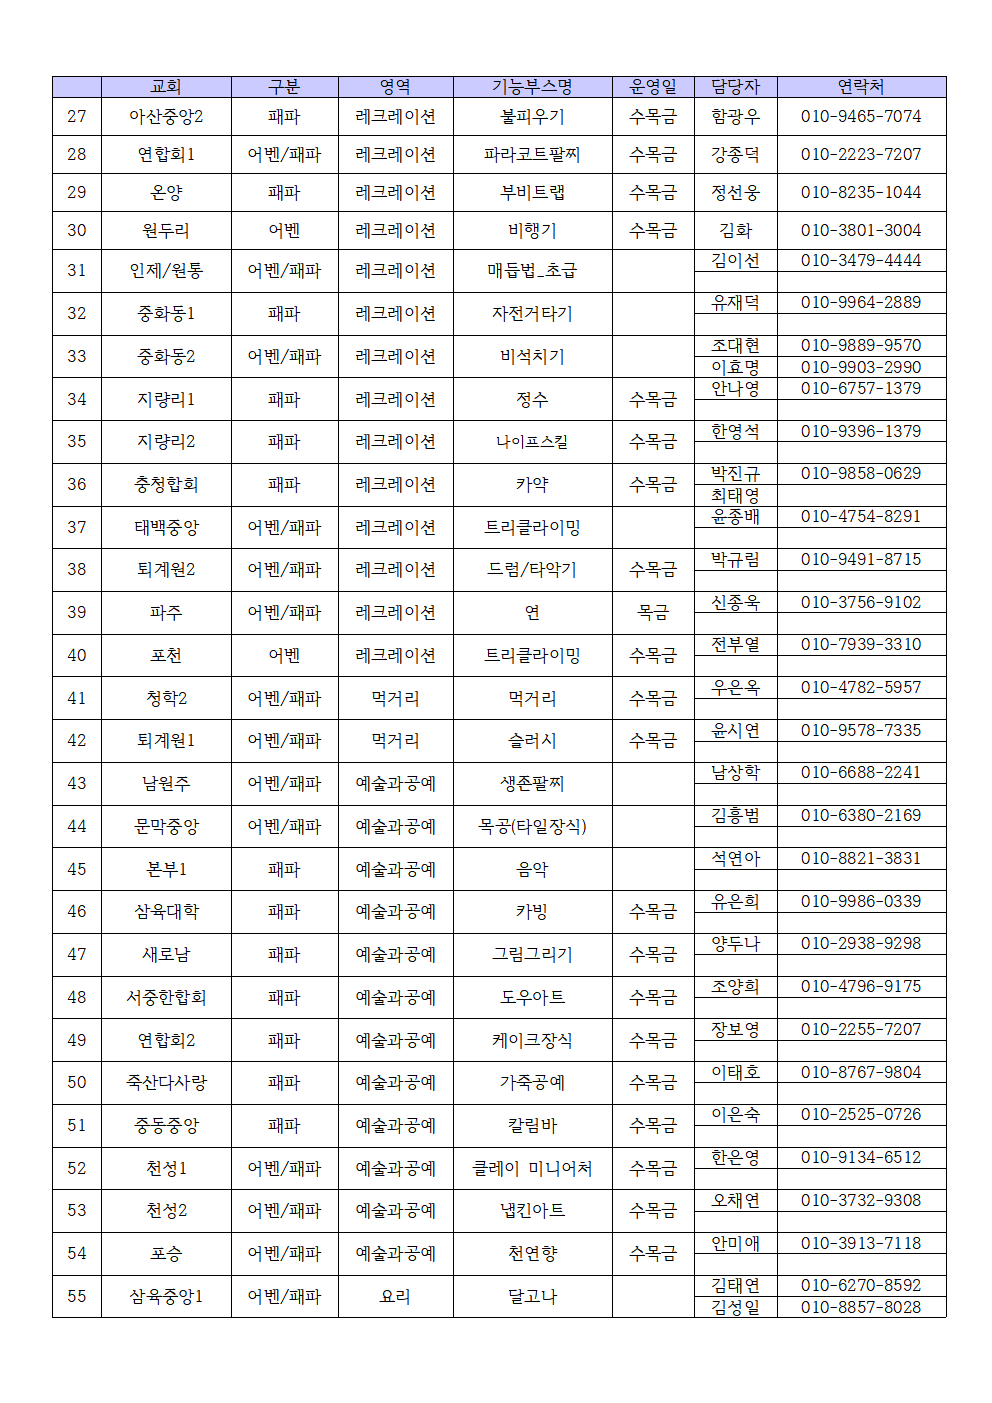 교회 구분 영역 기능부스명 운영일 담당자 연락처
27 아산중앙2 패파 레크레이션 불피우기 수목금 함광우 010-9465-7074
28 연합회1 어벤/패파 레크레이션 파라코트팔찌 수목금 강종덕 010-2223-7207
29 온양 패파 레크레이션 부비트랩 수목금 정선웅 010-8235-1044
30 원두리 어벤 레크레이션 비행기 수목금 김화 010-3801-3004
31 인제/원통 어벤/패파 레크레이션 매듭법_초급 김이선 010-3479-4444
32 중화동1 패파 레크레이션 자전거타기 유재덕 010-9964-2889
33 중화동2 어벤/패파 레크레이션 비석치기 조대현 010-9889-9570
이효명 010-9903-2990
34 지량리1 패파 레크레이션 정수 수목금 안나영 010-6757-1379
35 지량리2 패파 레크레이션 나이프스킬 수목금 한영석 010-9396-1379
36 충청합회 패파 레크레이션 카약 수목금 박진규 010-9858-0629
최태영
37 태백중앙 어벤/패파 레크레이션 트리클라이밍 윤종배 010-4754-8291
38 퇴계원2 어벤/패파 레크레이션 드럼/타악기 수목금 박규림 010-9491-8715
39 파주 어벤/패파 레크레이션 연 목금 신종욱 010-3756-9102
40 포천 어벤 레크레이션 트리클라이밍 수목금 전부열 010-7939-3310
41 청학2 어벤/패파 먹거리 먹거리 수목금 우은옥 010-4782-5957
42 퇴계원1 어벤/패파 먹거리 슬러시 수목금 윤시연 010-9578-7335
43 남원주 어벤/패파 예술과공예 생존팔찌 남상학 010-6688-2241
44 문막중앙 어벤/패파 예술과공예 목공(타일장식) 김흥범 010-6380-2169
45 본부1 패파 예술과공예 음악 석연아 010-8821-3831
46 삼육대학 패파 예술과공예 카빙 수목금 유은희 010-9986-0339
47 새로남 패파 예술과공예 그림그리기 수목금 양두나 010-2938-9298
48 서중한합회 패파 예술과공예 도우아트 수목금 조양희 010-4796-9175
49 연합회2 패파 예술과공예 케이크장식 수목금 장보영 010-2255-7207
50 죽산다사랑 패파 예술과공예 가죽공예 수목금 이태호 010-8767-9804
51 중동중앙 패파 예술과공예 칼림바 수목금 이은숙 010-2525-0726
52 천성1 어벤/패파 예술과공예 클레이 미니어처 수목금 한은영 010-9134-6512
53 천성2 어벤/패파 예술과공예 냅킨아트 수목금 오채연 010-3732-9308
54 포승 어벤/패파 예술과공예 천연향 수목금 안미애 010-3913-7118
55 삼육중앙1 어벤/패파 요리 달고나 김태연 010-6270-8592
김성일 010-8857-8028